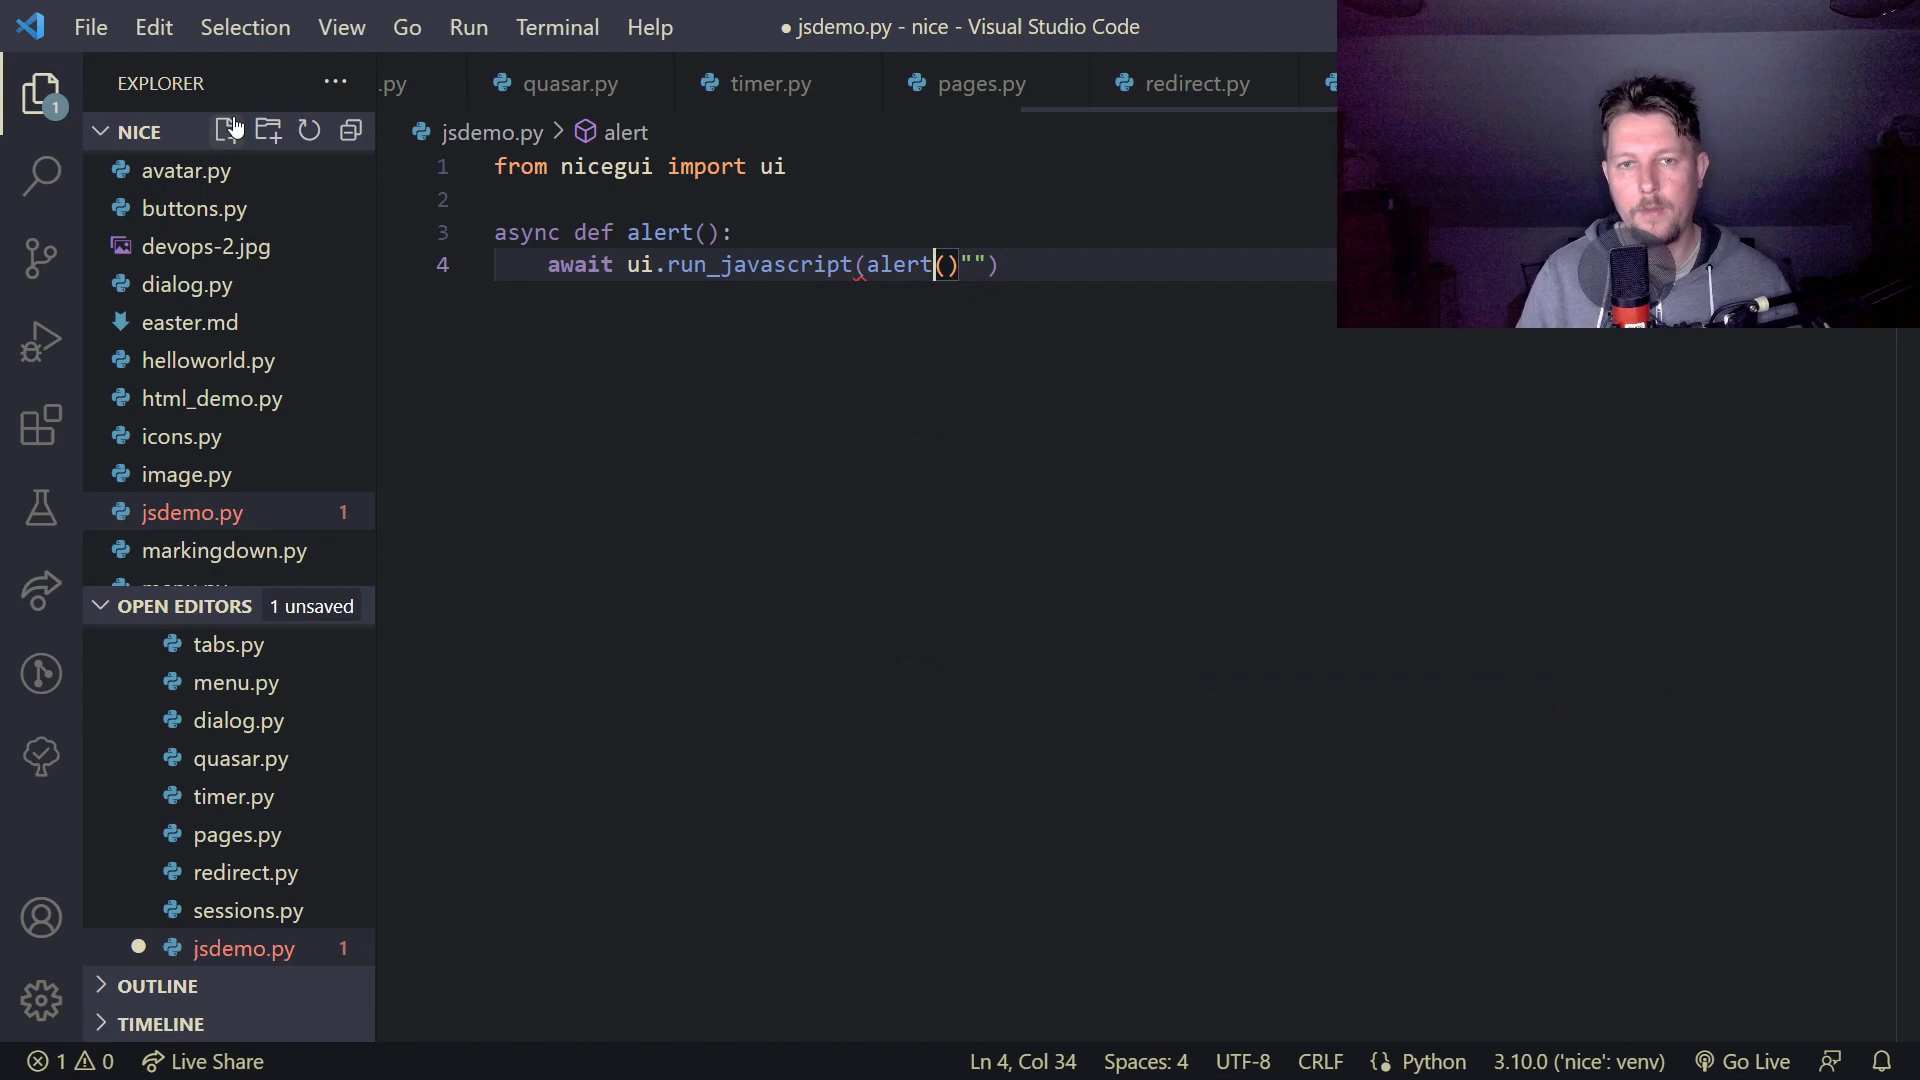 File Edit Selection View Go Run Terminal Help
● jsdemo.py - nice - Visual Studio Code
EXPLORER ···
.py quasar.py timer.py pages.py redirect.py
NICE
jsdemo.py > alert
avatar.py
buttons.py
devops-2.jpg
dialog.py
easter.md
helloworld.py
html_demo.py
icons.py
image.py
jsdemo.py 1
markingdown.py
1
OPEN EDITORS 1 unsaved
tabs.py
menu.py
dialog.py
quasar.py
timer.py
pages.py
redirect.py
sessions.py
jsdemo.py 1
OUTLINE
TIMELINE
1 from nicegui import ui
2
3 async def alert():
4 await ui.run_javascript(alert()"")
1 0 Live Share
Ln 4, Col 34 Spaces: 4 UTF-8 CRLF Python 3.10.0 ('nice': venv) Go Live